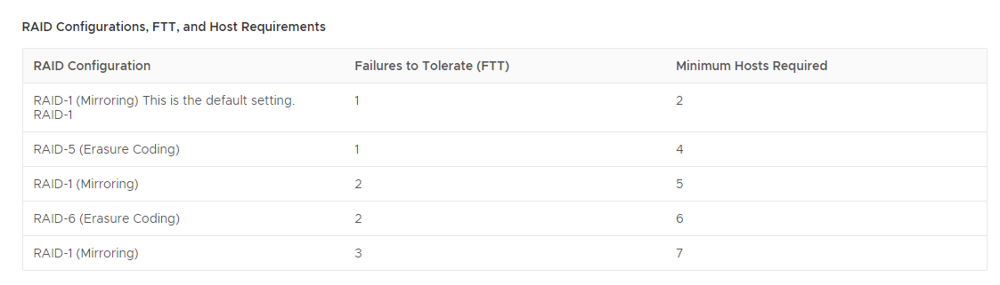 RAID Configurations, FTT, and Host Requirements
RAID Configuration Failures to Tolerate (FTT) Minimum Hosts Required
RAID-1 (Mirroring) This is the default setting. 1 2
RAID-1
RAID-5 (Erasure Coding) 1 4
RAID-1 (Mirroring) 2 5
RAID-6 (Erasure Coding) 2 6
RAID-1 (Mirroring) 3 7